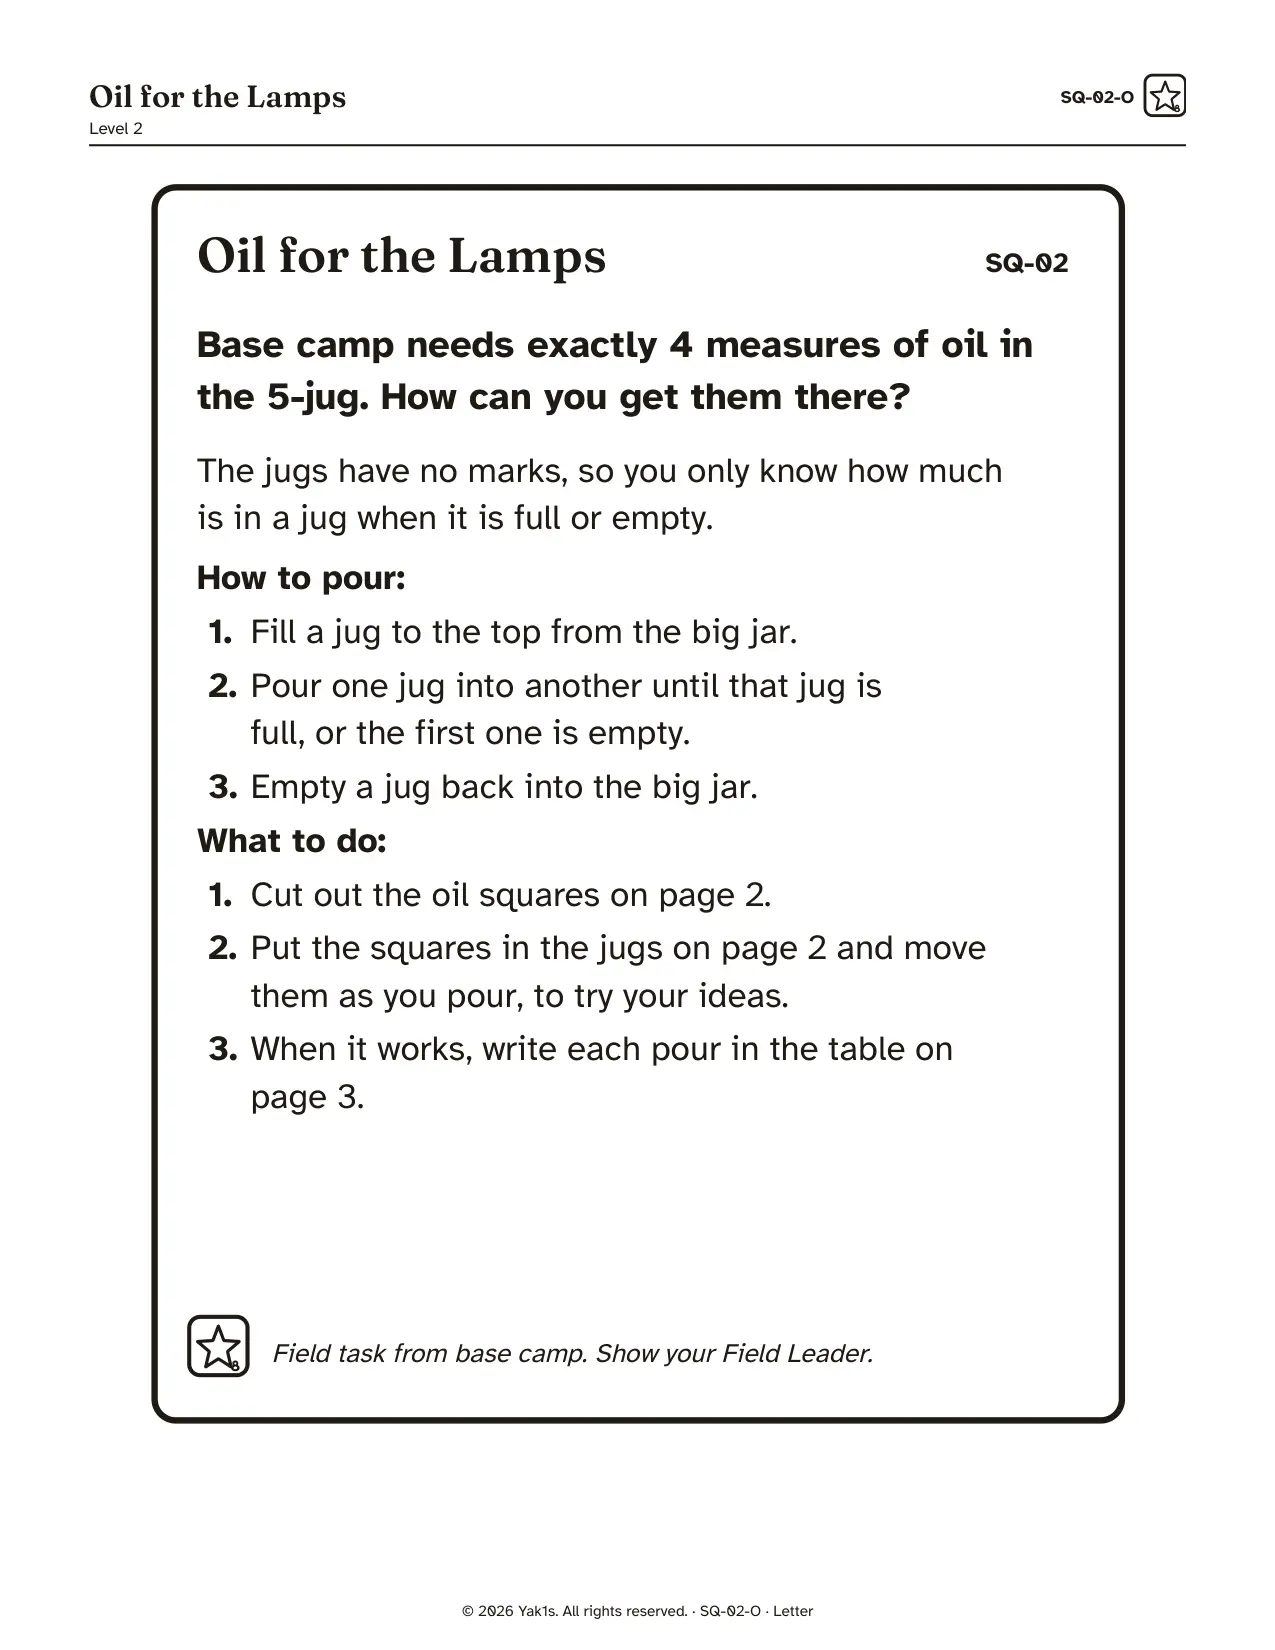 Oil for the Lamps
SQ-02-O
8
Level 2
Oil for the Lamps
SQ-02
Base camp needs exactly 4 measures of oil in
the 5-jug. How can you get them there?
The jugs have no marks, so you only know how much
is in a jug when it is full or empty.
How to pour:
1. Fill a jug to the top from the big jar.
2. Pour one jug into another until that jug is
full, or the first one is empty.
3. Empty a jug back into the big jar.
What to do:
1. Cut out the oil squares on page 2.
2. Put the squares in the jugs on page 2 and move
them as you pour, to try your ideas.
3. When it works, write each pour in the table on
page 3.
8
Field task from base camp. Show your Field Leader.
© 2026 Yak1s. All rights reserved. · SQ-02-O · Letter